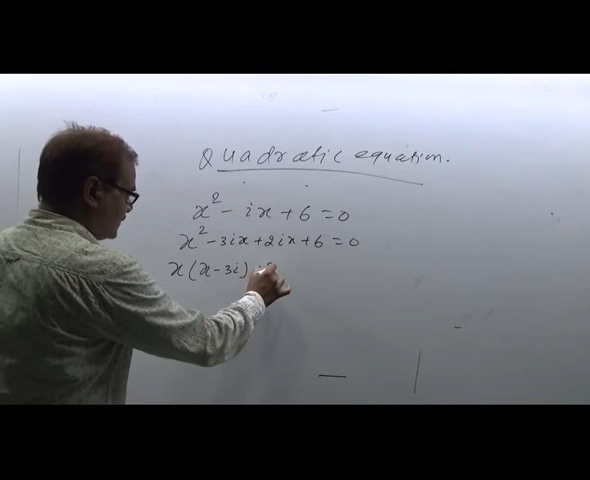 Quadratic equation.
x² - ix + 6 = 0
x² - 3ix + 2ix + 6 = 0
x(x - 3i)